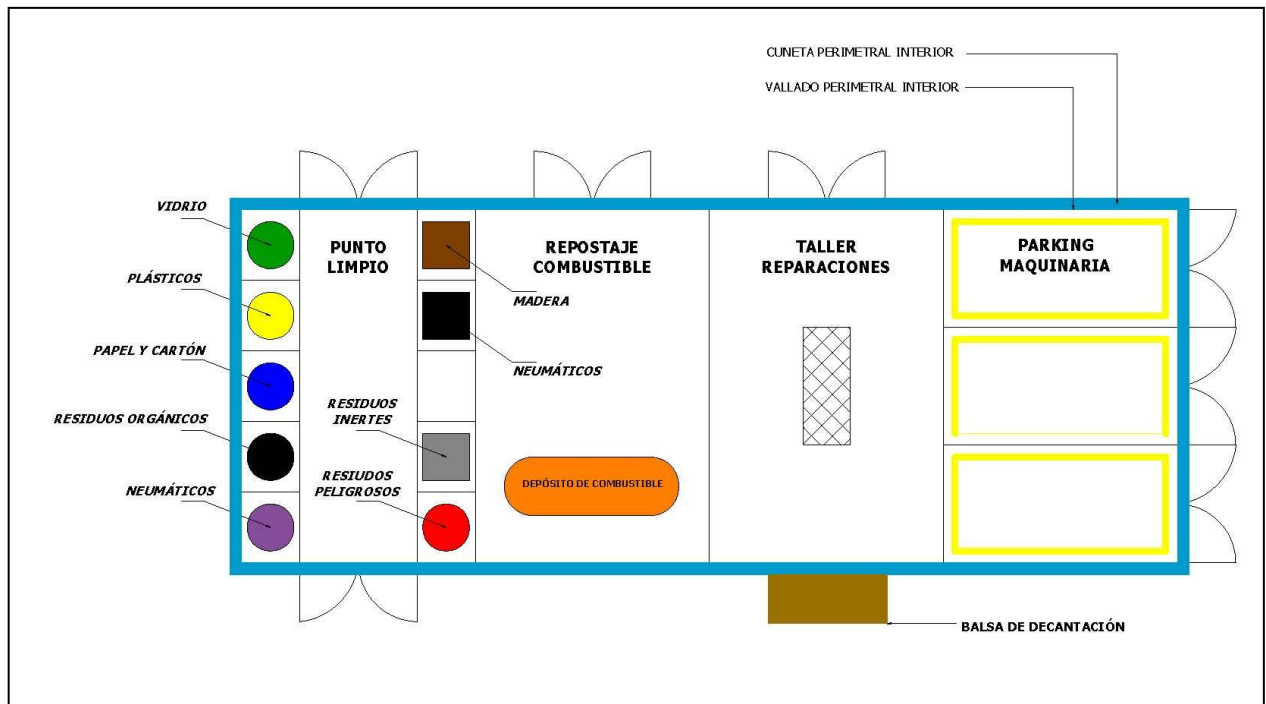 CUNETA PERIMETRAL INTERIOR
VALLADO PERIMETRAL INTERIOR
VIDRIO
PLÁSTICOS
PAPEL Y CARTÓN
RESIDUOS ORGÁNICOS
NEUMÁTICOS
PUNTO
LIMPIO
MADERA
NEUMÁTICOS
RESIDUOS
INERTES
RESIUDOS
PELIGROSOS
REPOSTAJE
COMBUSTIBLE
DEPÓSITO DE COMBUSTIBLE
TALLER
REPARACIONES
PARKING
MAQUINARIA
BALSA DE DECANTACIÓN